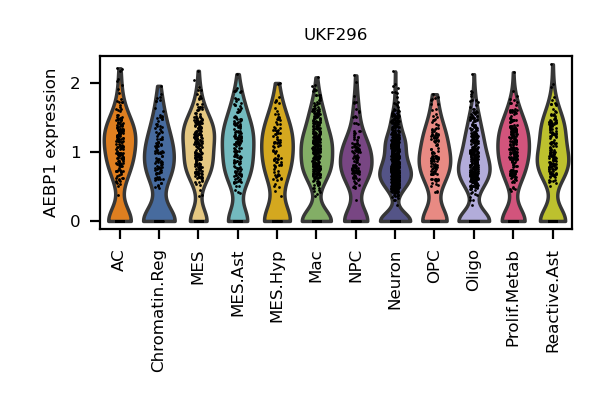 UKF296
AEBP1 expression
2
1
0
AC
Chromatin.Reg
MES
MES.Ast
MES.Hyp
Mac
NPC
Neuron
OPC
Oligo
Prolif.Metab
Reactive.Ast